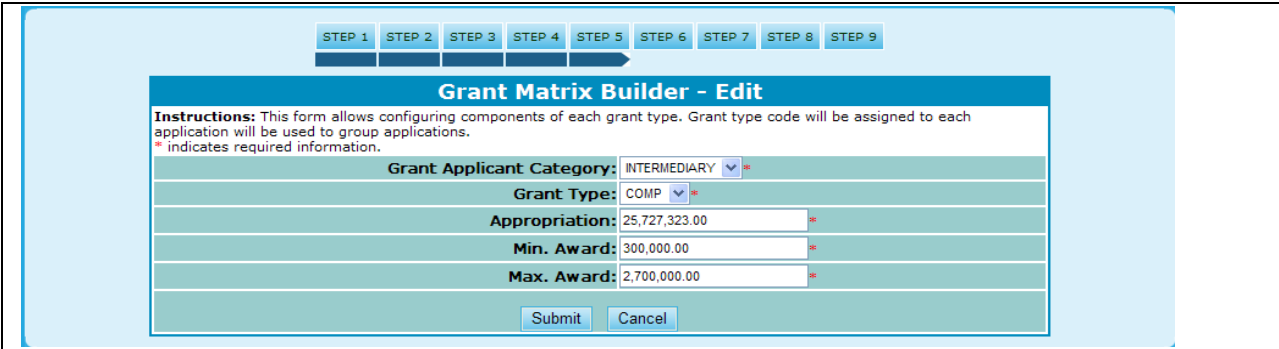 STEP 1 STEP 2 STEP 3 STEP 4 STEP 5 STEP 6 STEP 7 STEP 8 STEP 9
Grant Matrix Builder - Edit
Instructions: This form allows configuring components of each grant type. Grant type code will be assigned to each
application will be used to group applications.
* indicates required information.
Grant Applicant Category: INTERMEDIARY *
Grant Type: COMP *
Appropriation: 25,727,323.00 *
Min. Award: 300,000.00 *
Max. Award: 2,700,000.00 *
Submit Cancel